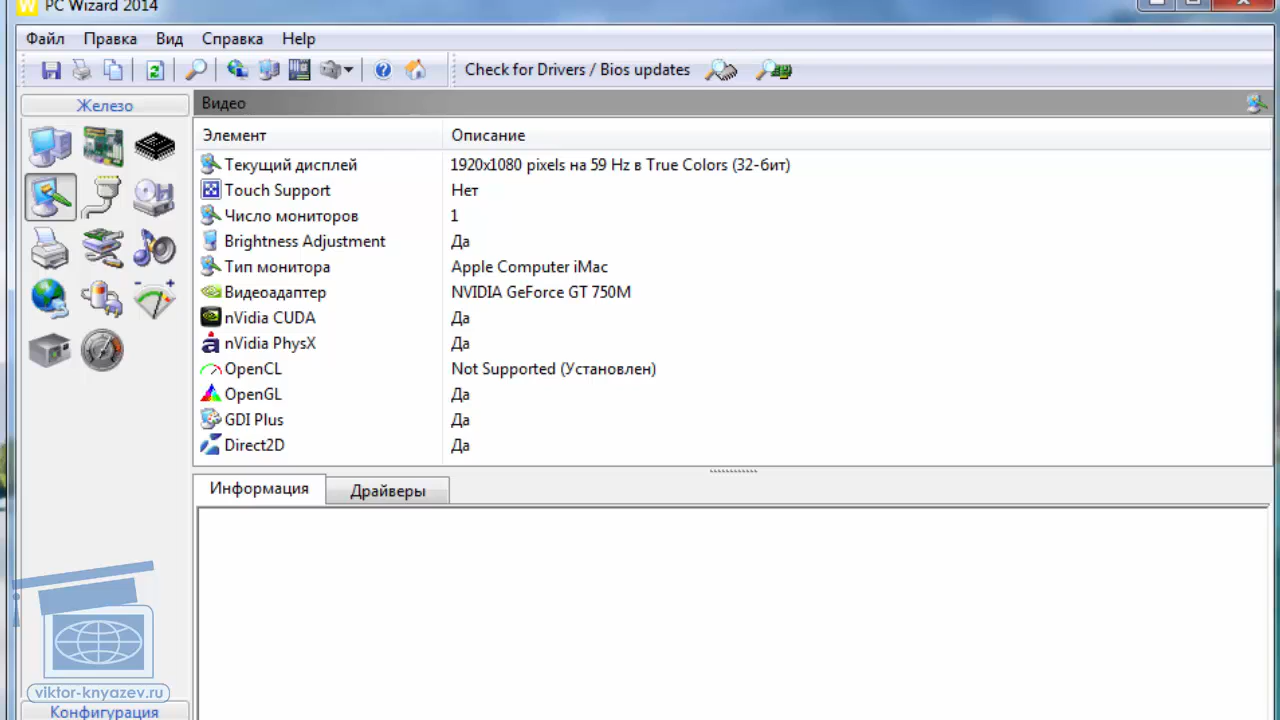 PC Wizard 2014
Файл Правка Вид Справка Help
Check for Drivers / Bios updates
Железо
Видео
Элемент Описание
Текущий дисплей 1920x1080 pixels на 59 Hz в True Colors (32-бит)
Touch Support Нет
Число мониторов 1
Brightness Adjustment Да
Тип монитора Apple Computer iMac
Видеоадаптер NVIDIA GeForce GT 750M
nVidia CUDA Да
nVidia PhysX Да
OpenCL Not Supported (Установлен)
OpenGL Да
GDI Plus Да
Direct2D Да
Информация Драйверы
viktor-knyazev.ru
Конфигурация